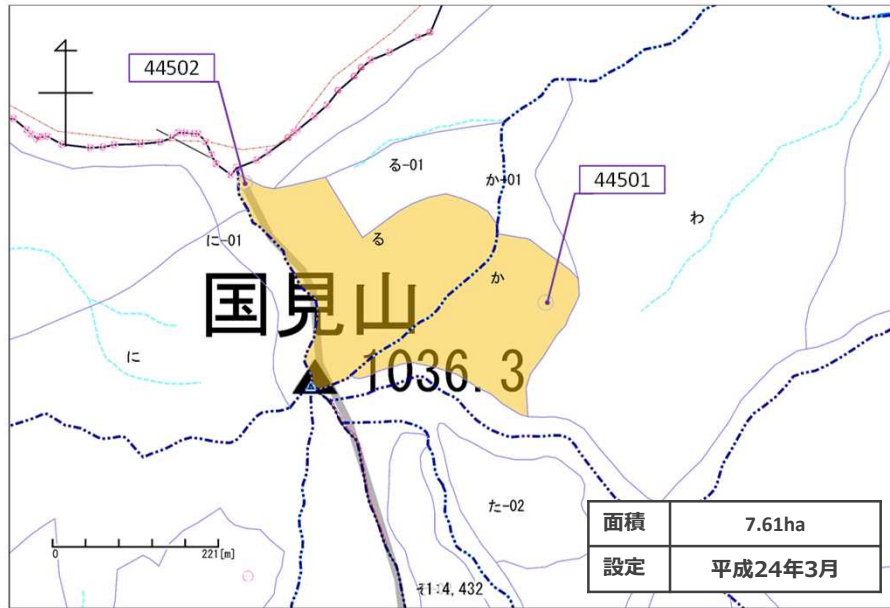 44502
る-01
か-01
44501
わ
に-01
る
か
国見山
に
1036.3
た-02
面積 7.61ha
0 221[m]
設定 平成24年3月
1:4,432